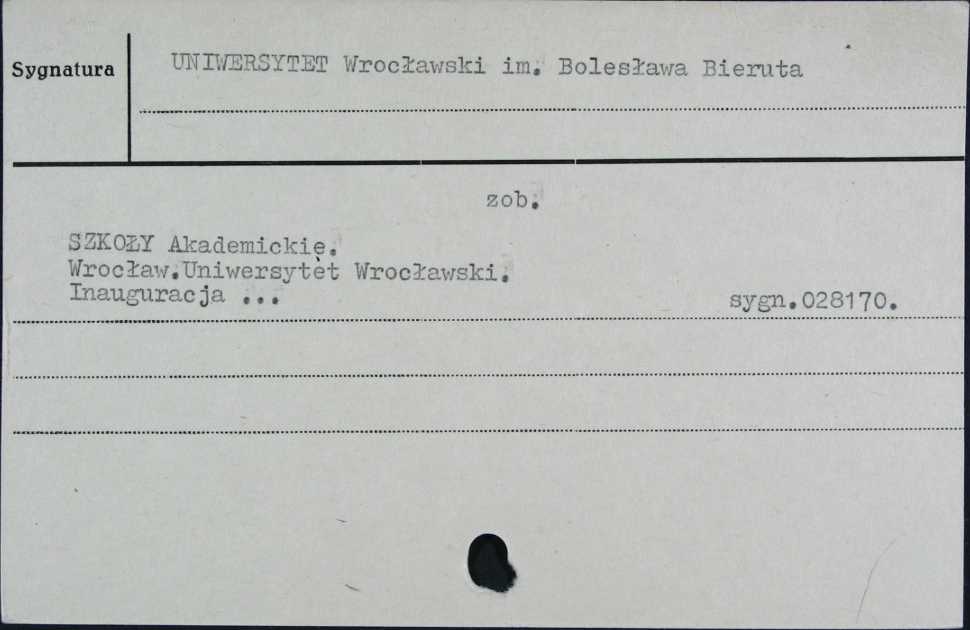 Sygnatura
UNIWERSYTET Wrocławski im. Bolesława Bieruta
zob.
SZKOŁY Akademickie.
Wrocław.Uniwersytet Wrocławski.
Inauguracja ... sygn.028170.